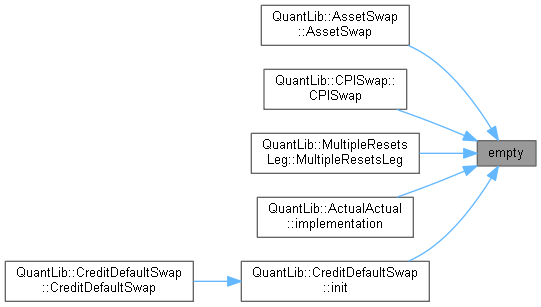 QuantLib::AssetSwap
::AssetSwap
QuantLib::CPISwap::
CPISwap
QuantLib::MultipleResets
Leg::MultipleResetsLeg
empty
QuantLib::ActualActual
::implementation
QuantLib::CreditDefaultSwap
::CreditDefaultSwap
QuantLib::CreditDefaultSwap
::init